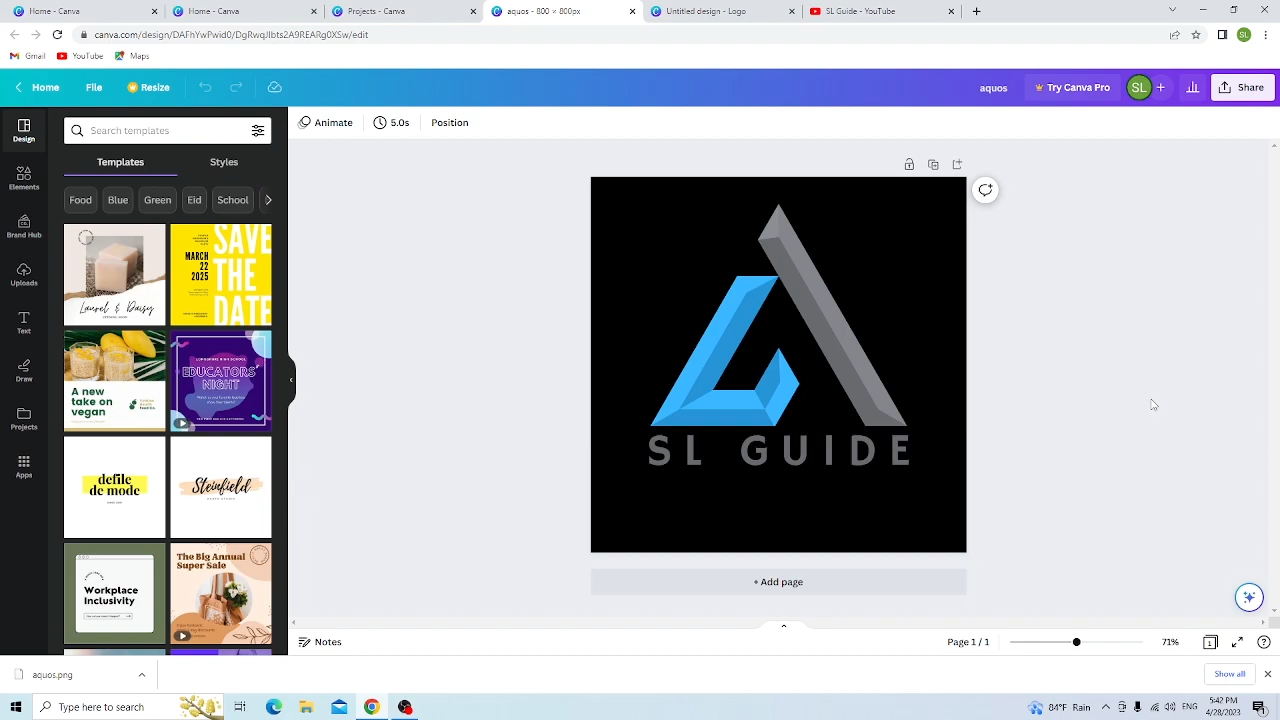 Home - Canva
Home - Canva
Projects - Canva
aquos - 800 × 800px
Untitled design - Logo
SL Guide - YouTube
canva.com/design/DAFhYwPwid0/DgRwqJIbts2A9REARg0XSw/edit
SL
Gmail
YouTube
Maps
Home
File
Resize
aquos
Try Canva Pro
SL
Share
Design
Elements
Brand Hub
Uploads
Text
Draw
Projects
Apps
Search templates
Templates
Styles
Food
Blue
Green
Eid
School
Laurel & Daisy
MARCH
22
2025
SAVE
THE
DATE
A new
take on
vegan
EDUCATORS'
NIGHT
defile
de mode
Steinfield
Workplace
Inclusivity
The Big Annual
Super Sale
Animate
5.0s
Position
SL GUIDE
+ Add page
Notes
Page 1 / 1
71%
1
aquos.png
Show all
Type here to search
84°F Rain
ENG
5:42 PM
4/28/2023